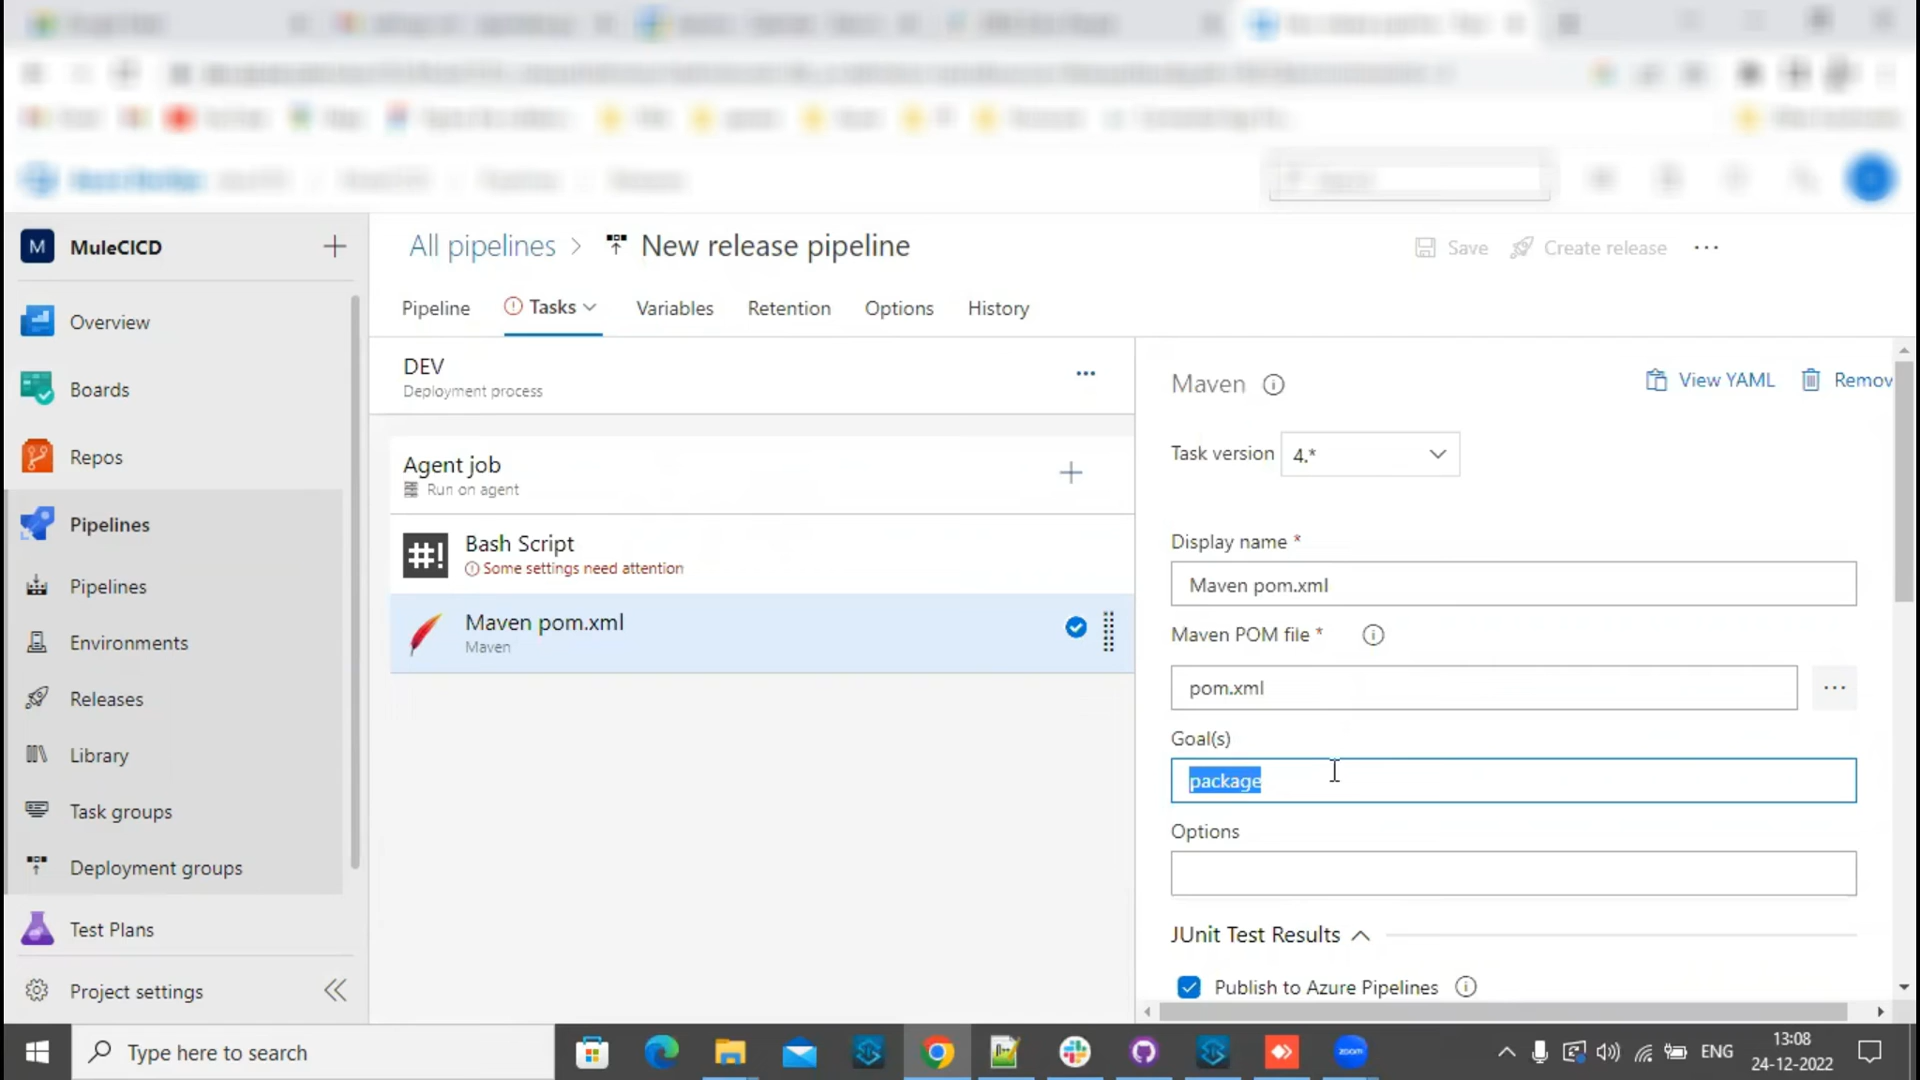 M MuleCICD
All pipelines > New release pipeline
Save Create release ...
Pipeline Tasks Variables Retention Options History
Overview
Boards
Repos
Pipelines
Pipelines
Environments
Releases
Library
Task groups
Deployment groups
Test Plans
Project settings
DEV
Deployment process
...
Agent job
Run on agent
#! Bash Script
Some settings need attention
Maven pom.xml
Maven
Maven
View YAML Remov
Task version 4.*
Display name *
Maven pom.xml
Maven POM file *
pom.xml
...
Goal(s)
package
Options
JUnit Test Results
Publish to Azure Pipelines
Type here to search
zoom
ENG
13:08
24-12-2022